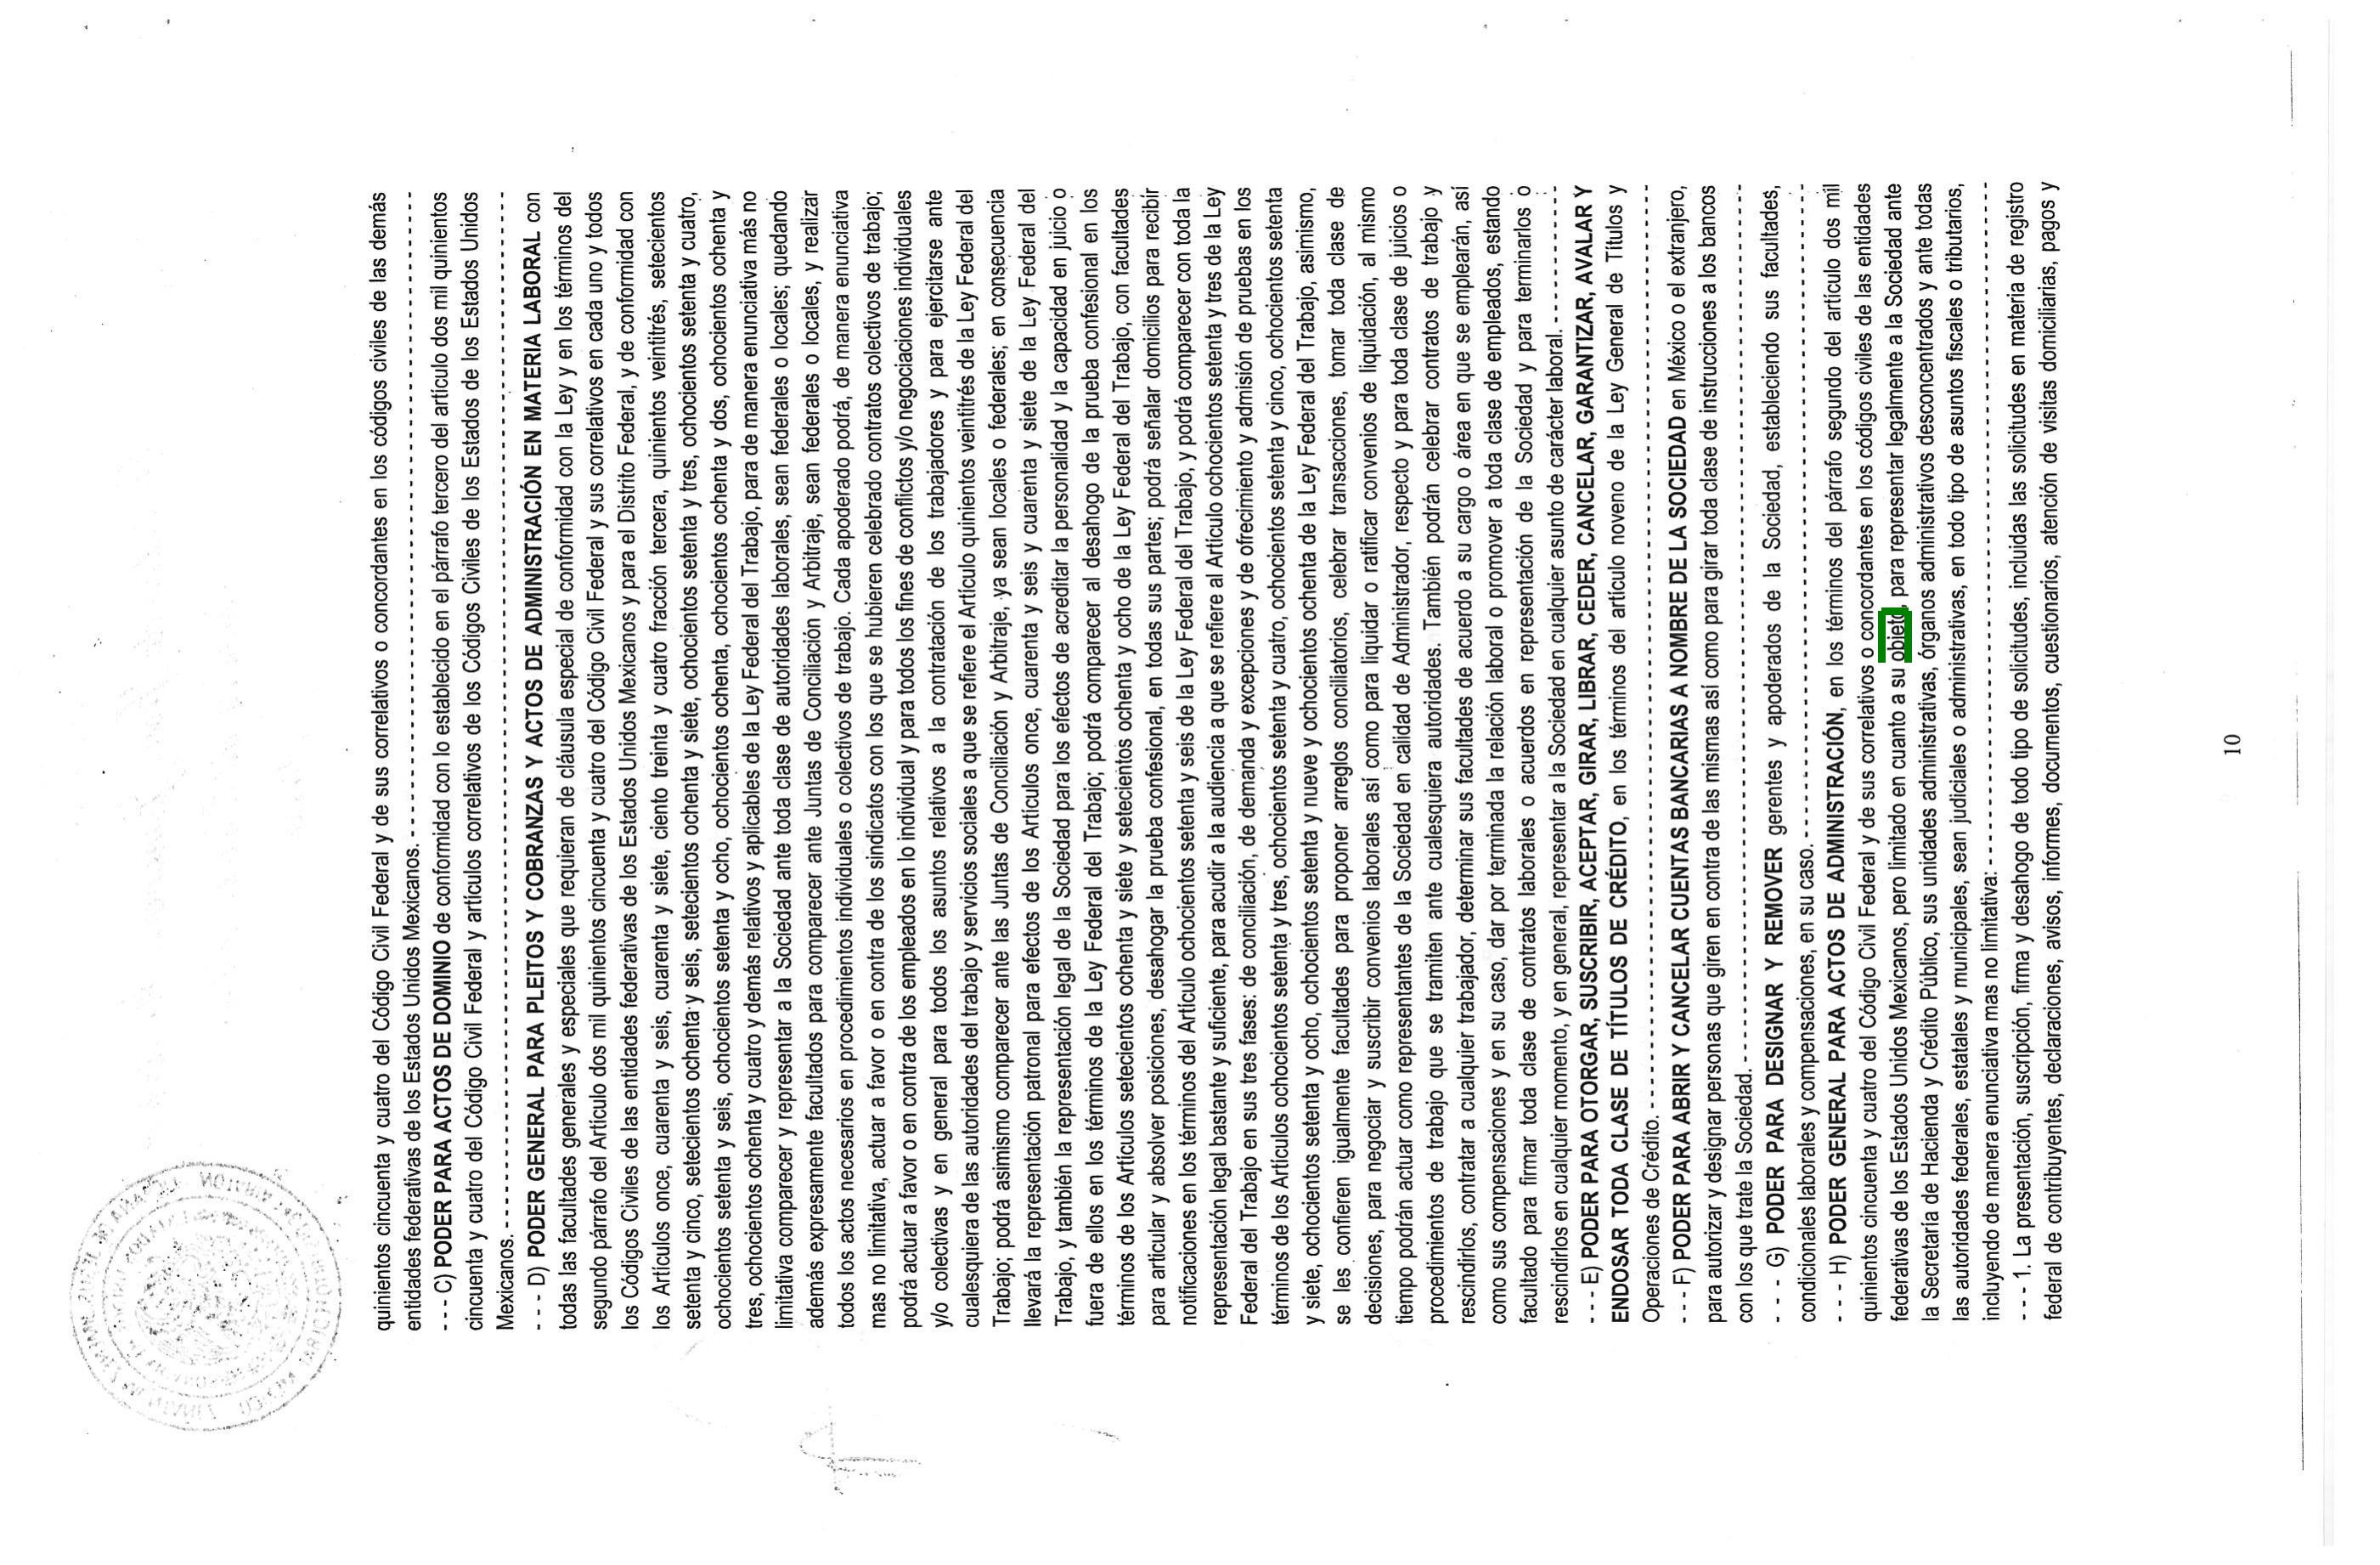 quinientos cincuenta y cuatro del Código Civil Federal y de sus correlativos o concordantes en los códigos civiles de las demás
entidades federativas de los Estados Unidos Mexicanos. - - - - - - - - - - - - - - - - - - - - - - - - - - - - - - - - - - - - - - - - - - - - - - - - - - - - - - - - - - - -
- - - C) PODER PARA ACTOS DE DOMINIO de conformidad con lo establecido en el párrafo tercero del artículo dos mil quinientos
cincuenta y cuatro del Código Civil Federal y artículos correlativos de los Códigos Civiles de los Estados de los Estados Unidos
Mexicanos. - - - - - - - - - - - - - - - - - - - - - - - - - - - - - - - - - - - - - - - - - - - - - - - - - - - - - - - - - - - - - - - - - - - - - - - - - - - - - - - - - - - - - - - -
- - - D) PODER GENERAL PARA PLEITOS Y COBRANZAS Y ACTOS DE ADMINISTRACIÓN EN MATERIA LABORAL con
todas las facultades generales y especiales que requieran de cláusula especial de conformidad con la Ley y en los términos del
segundo párrafo del Artículo dos mil quinientos cincuenta y cuatro del Código Civil Federal y sus correlativos en cada uno y todos
los Códigos Civiles de las entidades federativas de los Estados Unidos Mexicanos y para el Distrito Federal, y de conformidad con
los Artículos once, cuarenta y seis, cuarenta y siete, ciento treinta y cuatro fracción tercera, quinientos veintitrés, setecientos
setenta y cinco, setecientos ochenta y seis, setecientos ochenta y siete, ochocientos setenta y tres, ochocientos setenta y cuatro,
ochocientos setenta y seis, ochocientos setenta y ocho, ochocientos ochenta, ochocientos ochenta y dos, ochocientos ochenta y
tres, ochocientos ochenta y cuatro y demás relativos y aplicables de la Ley Federal del Trabajo, para de manera enunciativa más no
limitativa comparecer y representar a la Sociedad ante toda clase de autoridades laborales, sean federales o locales; quedando
además expresamente facultados para comparecer ante Juntas de Conciliación y Arbitraje, sean federales o locales, y realizar
todos los actos necesarios en procedimientos individuales o colectivos de trabajo. Cada apoderado podrá, de manera enunciativa
mas no limitativa, actuar a favor o en contra de los sindicatos con los que se hubieren celebrado contratos colectivos de trabajo;
podrá actuar a favor o en contra de los empleados en lo individual y para todos los fines de conflictos y/o negociaciones individuales
y/o colectivas y en general para todos los asuntos relativos a la contratación de los trabajadores y para ejercitarse ante
cualesquiera de las autoridades del trabajo y servicios sociales a que se refiere el Artículo quinientos veintitrés de la Ley Federal del
Trabajo; podrá asimismo comparecer ante las Juntas de Conciliación y Arbitraje, ya sean locales o federales; en consecuencia
llevará la representación patronal para efectos de los Artículos once, cuarenta y seis y cuarenta y siete de la Ley Federal del
Trabajo, y también la representación legal de la Sociedad para los efectos de acreditar la personalidad y la capacidad en juicio o
fuera de ellos en los términos de la Ley Federal del Trabajo; podrá comparecer al desahogo de la prueba confesional en los
términos de los Artículos setecientos ochenta y siete y setecientos ochenta y ocho de la Ley Federal del Trabajo, con facultades
para articular y absolver posiciones, desahogar la prueba confesional, en todas sus partes; podrá señalar domicilios para recibir
notificaciones en los términos del Artículo ochocientos setenta y seis de la Ley Federal del Trabajo, y podrá comparecer con toda la
representación legal bastante y suficiente, para acudir a la audiencia a que se refiere al Artículo ochocientos setenta y tres de la Ley
Federal del Trabajo en sus tres fases: de conciliación, de demanda y excepciones y de ofrecimiento y admisión de pruebas en los
términos de los Artículos ochocientos setenta y tres, ochocientos setenta y cuatro, ochocientos setenta y cinco, ochocientos setenta
y siete, ochocientos setenta y ocho, ochocientos setenta y nueve y ochocientos ochenta de la Ley Federal del Trabajo, asimismo,
se les confieren igualmente facultades para proponer arreglos conciliatorios, celebrar transacciones, tomar toda clase de
decisiones, para negociar y suscribir convenios laborales así como para liquidar o ratificar convenios de liquidación, al mismo
tiempo podrán actuar como representantes de la Sociedad en calidad de Administrador, respecto y para toda clase de juicios o
procedimientos de trabajo que se tramiten ante cualesquiera autoridades. También podrán celebrar contratos de trabajo y
rescindirlos, contratar a cualquier trabajador, determinar sus facultades de acuerdo a su cargo o área en que se emplearán, así
como sus compensaciones y en su caso, dar por terminada la relación laboral o promover a toda clase de empleados, estando
facultado para firmar toda clase de contratos laborales o acuerdos en representación de la Sociedad y para terminarlos o
rescindirlos en cualquier momento, y en general, representar a la Sociedad en cualquier asunto de carácter laboral. - - - - - - - - - -
- - - E) PODER PARA OTORGAR, SUSCRIBIR, ACEPTAR, GIRAR, LIBRAR, CEDER, CANCELAR, GARANTIZAR, AVALAR Y
ENDOSAR TODA CLASE DE TÍTULOS DE CRÉDITO, en los términos del artículo noveno de la Ley General de Títulos y
Operaciones de Crédito. - - - - - - - - - - - - - - - - - - - - - - - - - - - - - - - - - - - - - - - - - - - - - - - - - - - - - - - - - - - - - - - - - - - - - - - - - - - -
- - - F) PODER PARA ABRIR Y CANCELAR CUENTAS BANCARIAS A NOMBRE DE LA SOCIEDAD en México o el extranjero,
para autorizar y designar personas que giren en contra de las mismas así como para girar toda clase de instrucciones a los bancos
con los que trate la Sociedad. - - - - - - - - - - - - - - - - - - - - - - - - - - - - - - - - - - - - - - - - - - - - - - - - - - - - - - - - - - - - - - - - - - - - - - - -
- - - G) PODER PARA DESIGNAR Y REMOVER gerentes y apoderados de la Sociedad, estableciendo sus facultades,
condicionales laborales y compensaciones, en su caso. - - - - - - - - - - - - - - - - - - - - - - - - - - - - - - - - - - - - - - - - - - - - - - - - - - - - - - - -
- - - H) PODER GENERAL PARA ACTOS DE ADMINISTRACIÓN, en los términos del párrafo segundo del artículo dos mil
quinientos cincuenta y cuatro del Código Civil Federal y de sus correlativos o concordantes en los códigos civiles de las entidades
federativas de los Estados Unidos Mexicanos, pero limitado en cuanto a su objeto, para representar legalmente a la Sociedad ante
la Secretaría de Hacienda y Crédito Público, sus unidades administrativas, órganos administrativos desconcentrados y ante todas
las autoridades federales, estatales y municipales, sean judiciales o administrativas, en todo tipo de asuntos fiscales o tributarios,
incluyendo de manera enunciativa mas no limitativa: - - - - - - - - - - - - - - - - - - - - - - - - - - - - - - - - - - - - - - - - - - - - - - - - - - - - - - - - - -
- - - 1. La presentación, suscripción, firma y desahogo de todo tipo de solicitudes, incluidas las solicitudes en materia de registro
federal de contribuyentes, declaraciones, avisos, informes, documentos, cuestionarios, atención de visitas domiciliarias, pagos y
10